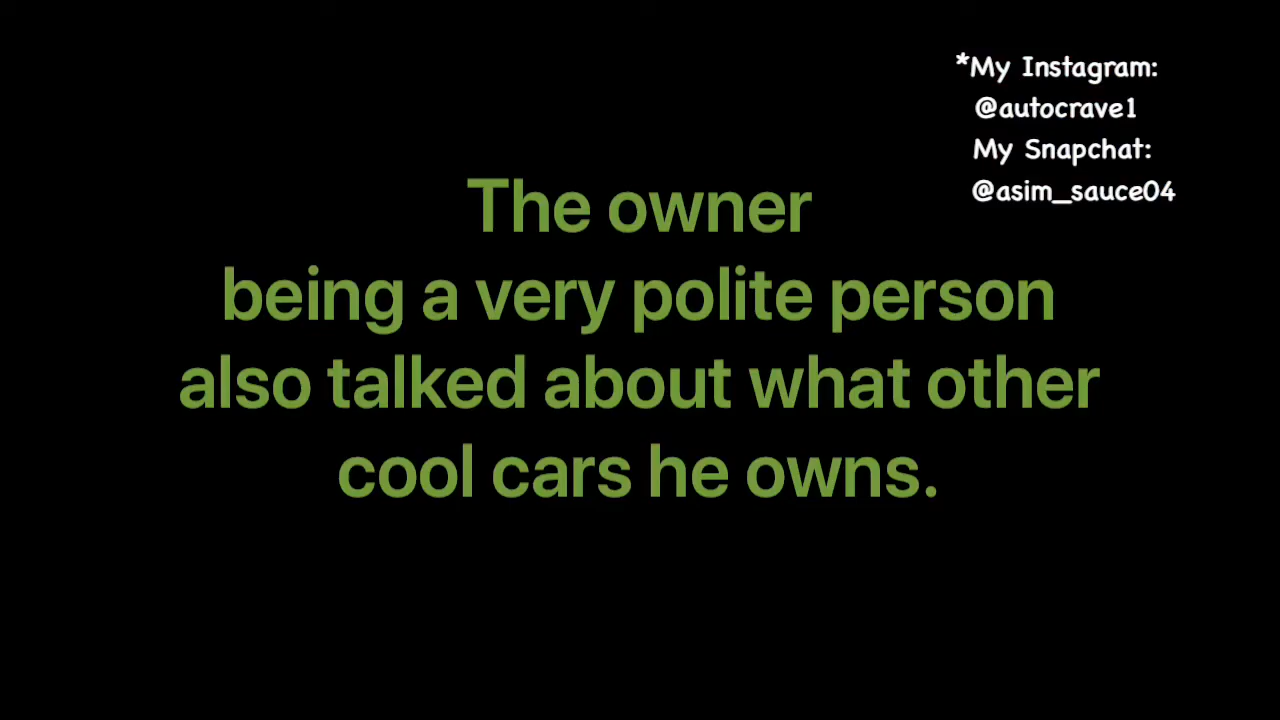 *My Instagram:
@autocrave1
My Snapchat:
@asim_sauce04
The owner
being a very polite person
also talked about what other
cool cars he owns.